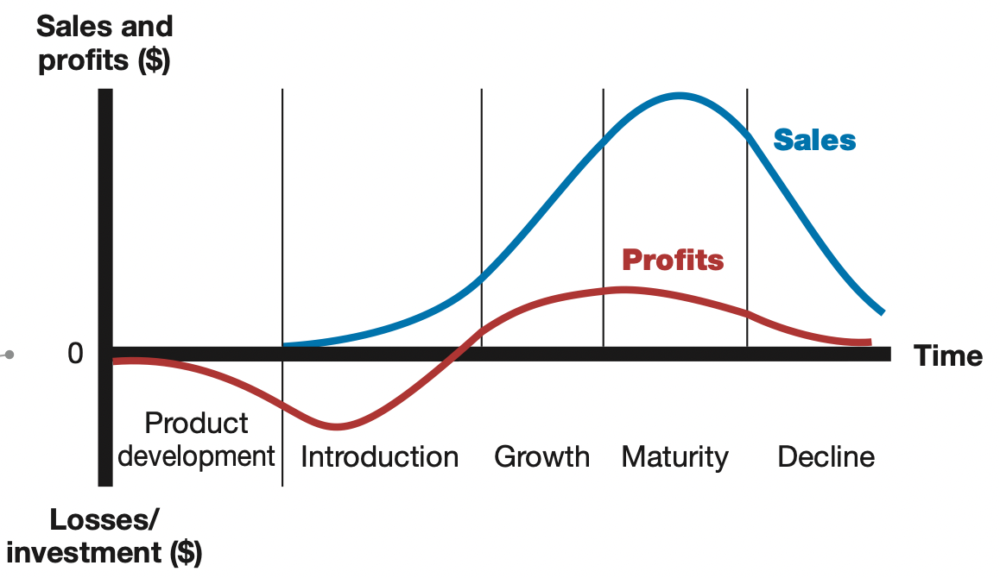 Sales and
profits ($)
Sales
Profits
0
Time
Product
development
Introduction
Growth
Maturity
Decline
Losses/
investment ($)